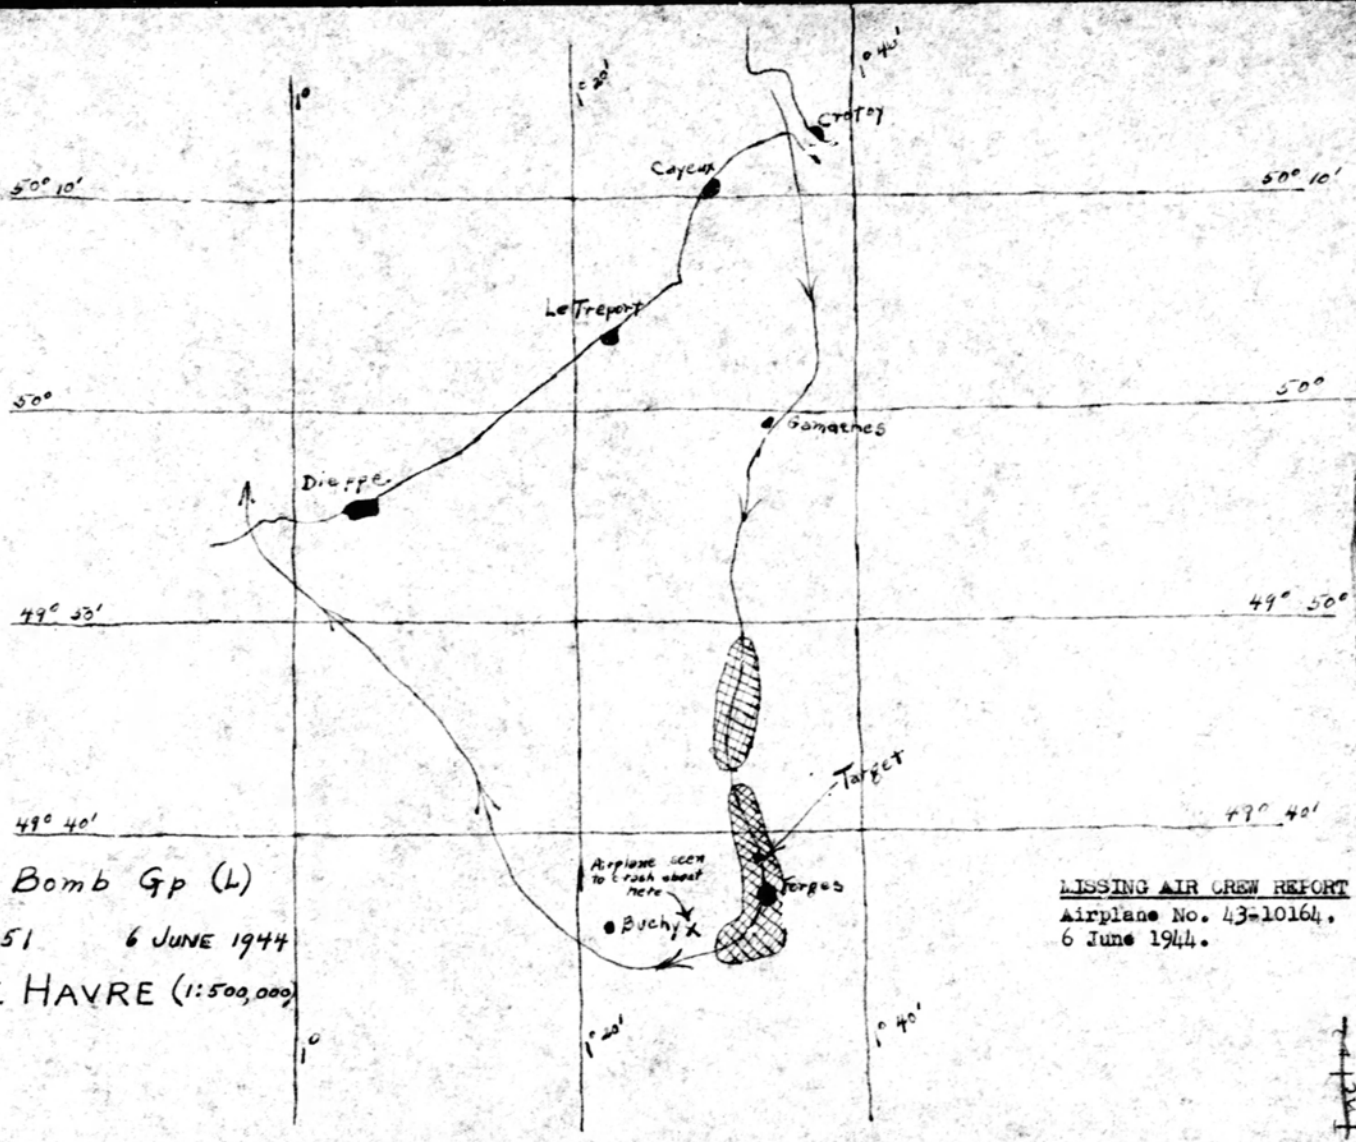 1°
1° 20'
1° 40'
Crotoy
Cayeux
50° 10'
50° 10'
Le Treport
50°
50°
Gamaches
Dieppe
49° 50'
49° 50°
Target
49° 40'
49° 40'
Airplane seen
to crash about
here
Forges
Buchy
x
Bomb Gp (L)
51 6 JUNE 1944
HAVRE (1:500,000)
MISSING AIR CREW REPORT
Airplane No. 43-10164.
6 June 1944.
1°
1° 20'
1° 40'